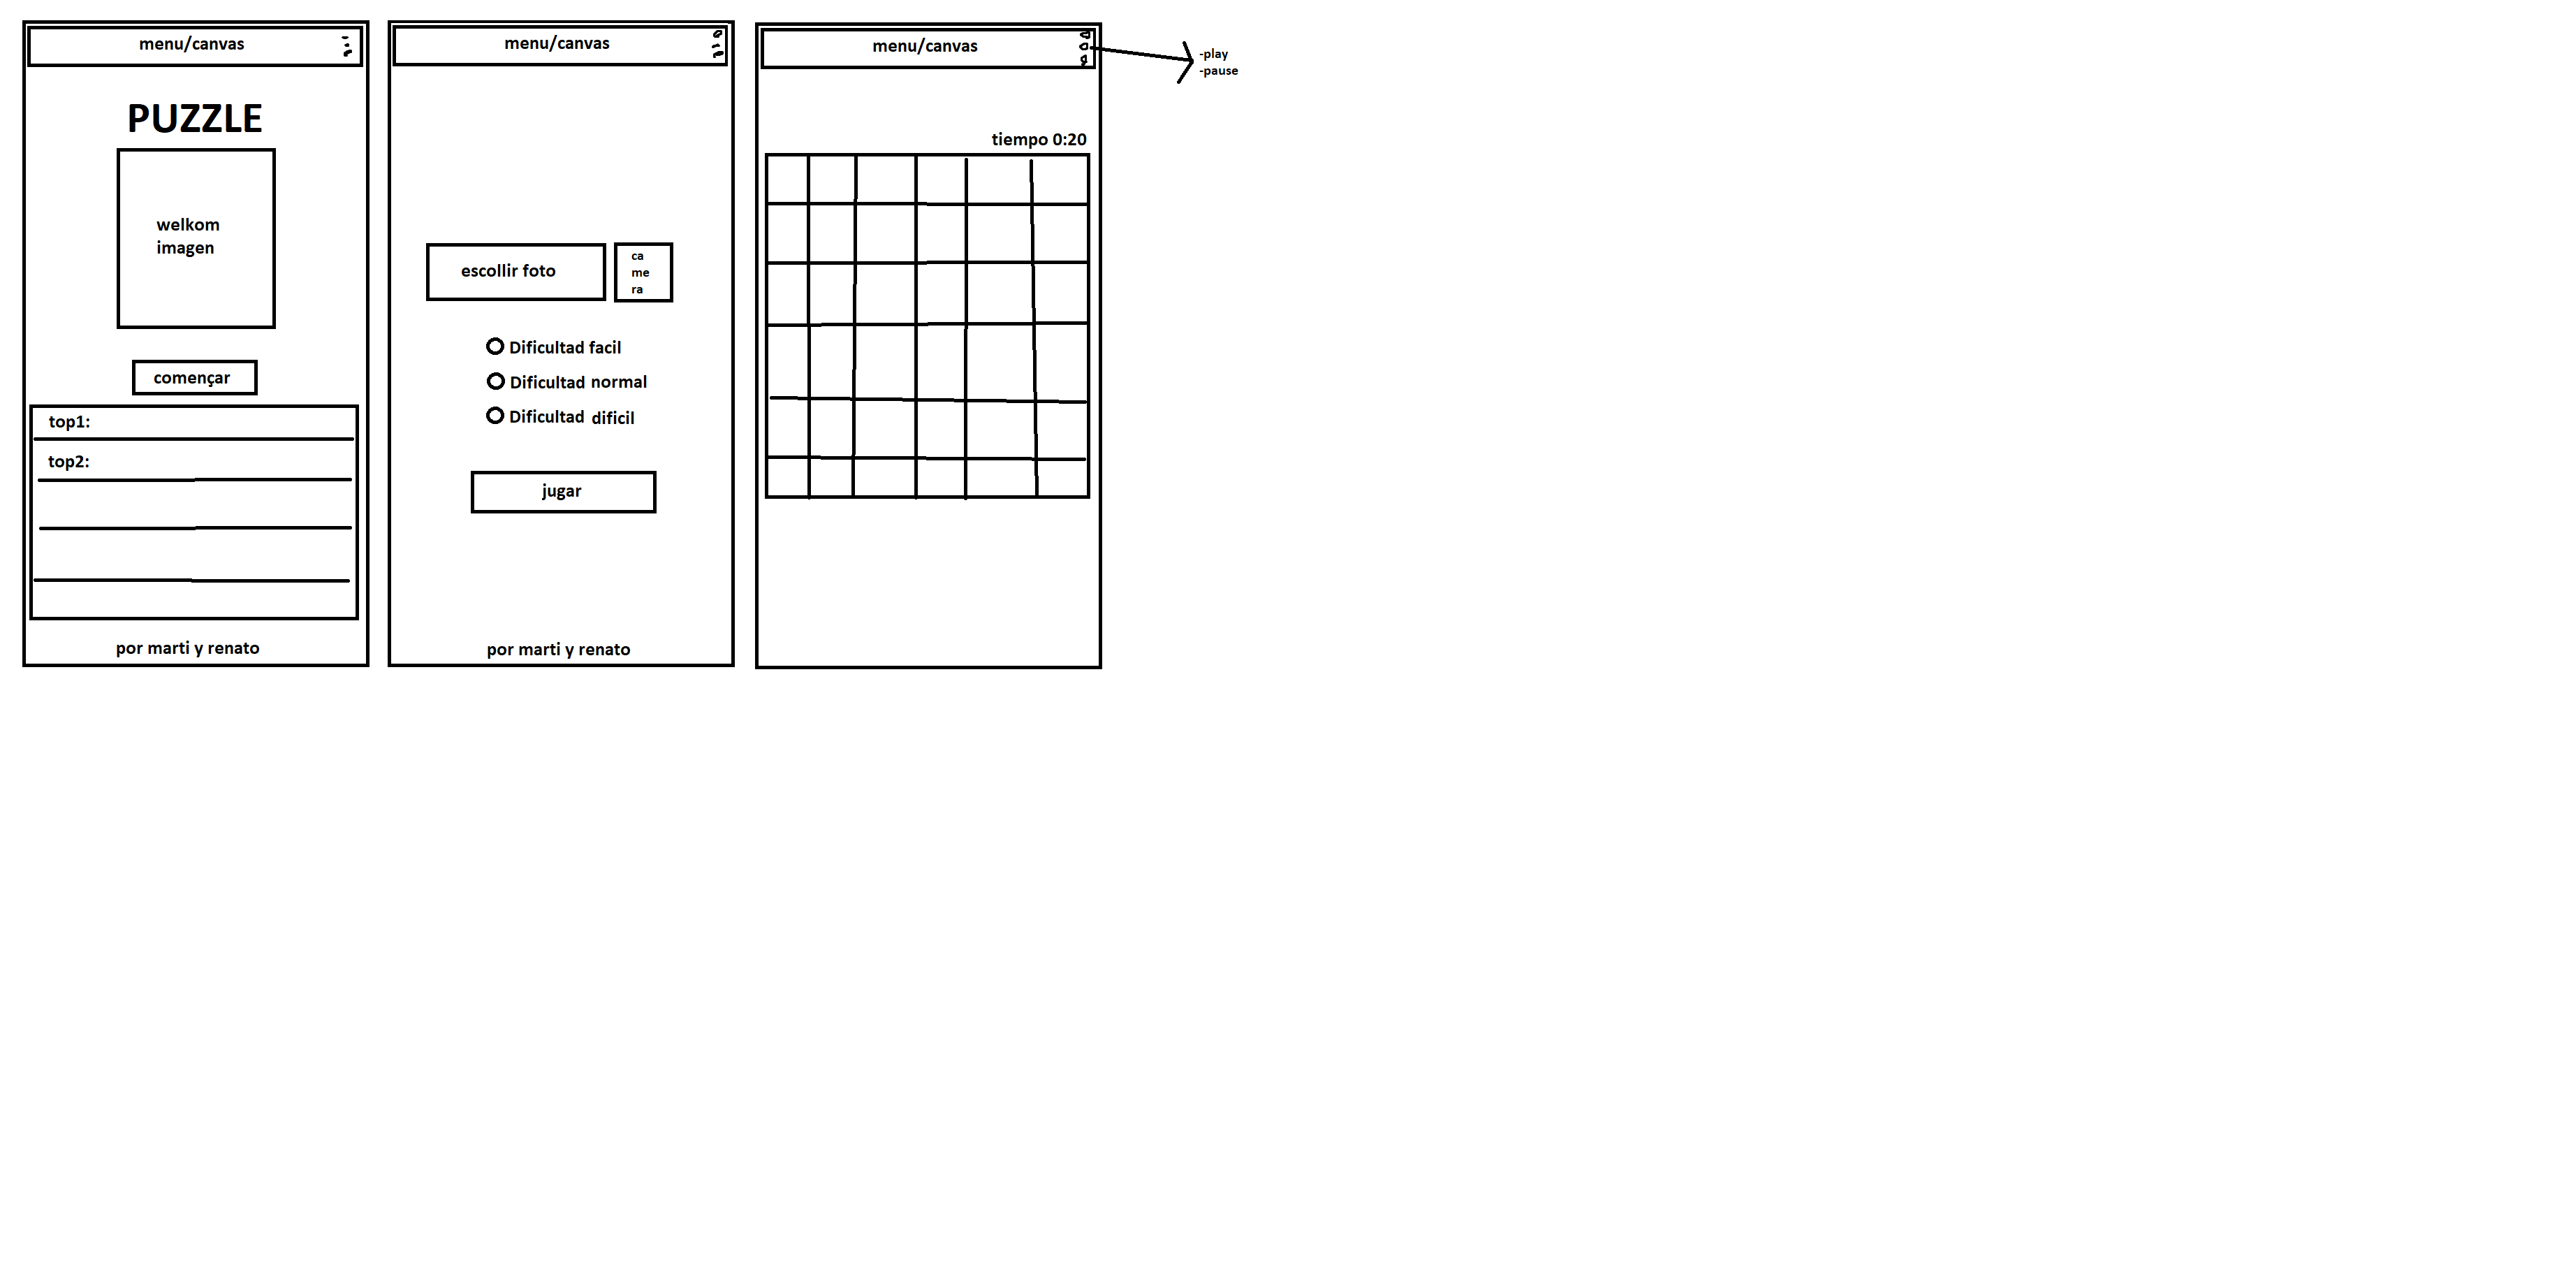 menu/canvas
PUZZLE
welkom
imagen
començar
top1:
top2:
por marti y renato
menu/canvas
escollir foto
ca
me
ra
Dificultad facil
Dificultad normal
Dificultad dificil
jugar
por marti y renato
menu/canvas
-play
-pause
tiempo 0:20